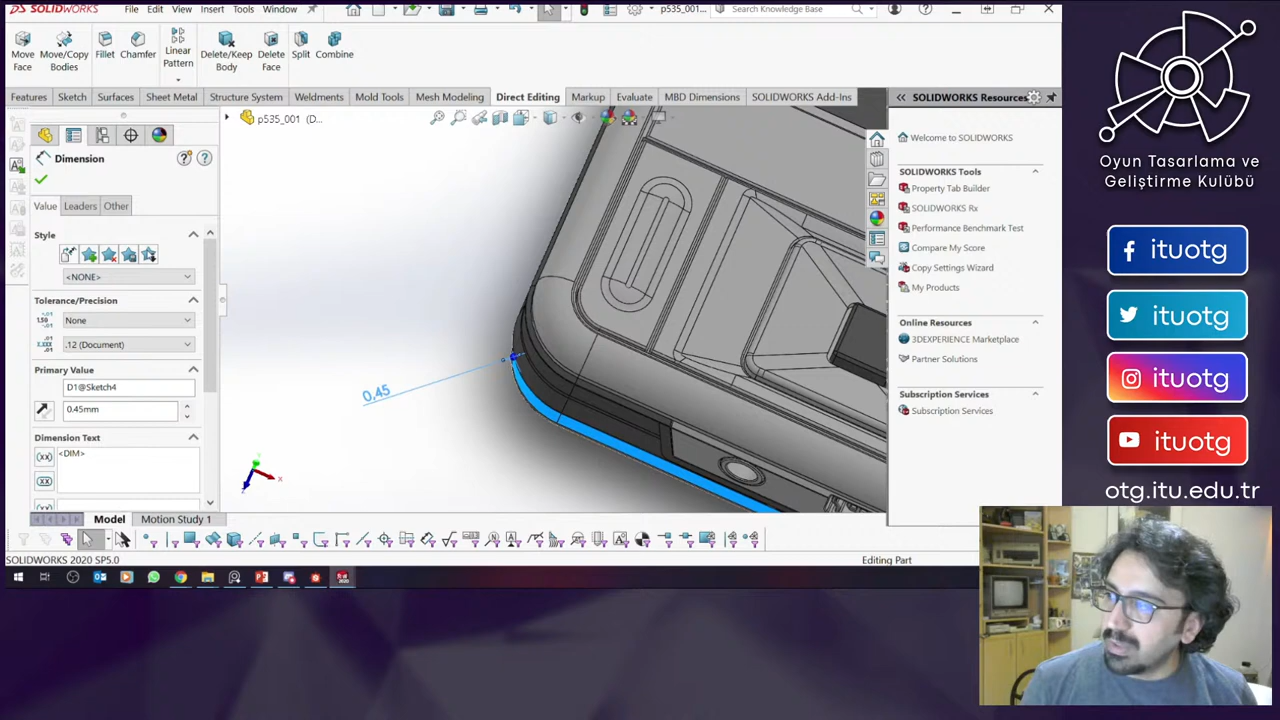 SOLIDWORKS
File
Edit
View
Insert
Tools
Window
p535_001...
Search Knowledge Base
Move Face
Move/Copy Bodies
Fillet
Chamfer
Linear Pattern
Delete/Keep Body
Delete Face
Split
Combine
Features
Sketch
Surfaces
Sheet Metal
Structure System
Weldments
Mold Tools
Mesh Modeling
Direct Editing
Markup
Evaluate
MBD Dimensions
SOLIDWORKS Add-Ins
p535_001 (D...
Dimension
Value
Leaders
Other
Style
<NONE>
Tolerance/Precision
None
.12 (Document)
Primary Value
D1@Sketch4
0.45mm
Dimension Text
<DIM>
0.45
Model
Motion Study 1
SOLIDWORKS 2020 SP5.0
Editing Part
SOLIDWORKS Resources
Welcome to SOLIDWORKS
SOLIDWORKS Tools
Property Tab Builder
SOLIDWORKS Rx
Performance Benchmark Test
Compare My Score
Copy Settings Wizard
My Products
Online Resources
3DEXPERIENCE Marketplace
Partner Solutions
Subscription Services
Subscription Services
Oyun Tasarlama ve
Geliştirme Kulübü
ituotg
ituotg
ituotg
ituotg
otg.itu.edu.tr